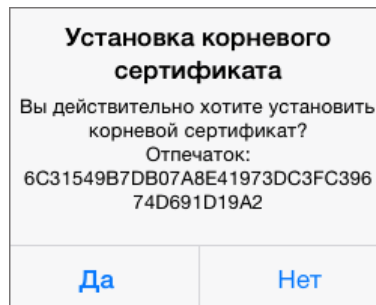 Установка корневого
сертификата
Вы действительно хотите установить
корневой сертификат?
Отпечаток:
6C31549B7DB07A8E41973DC3FC396
74D691D19A2
Да
Нет